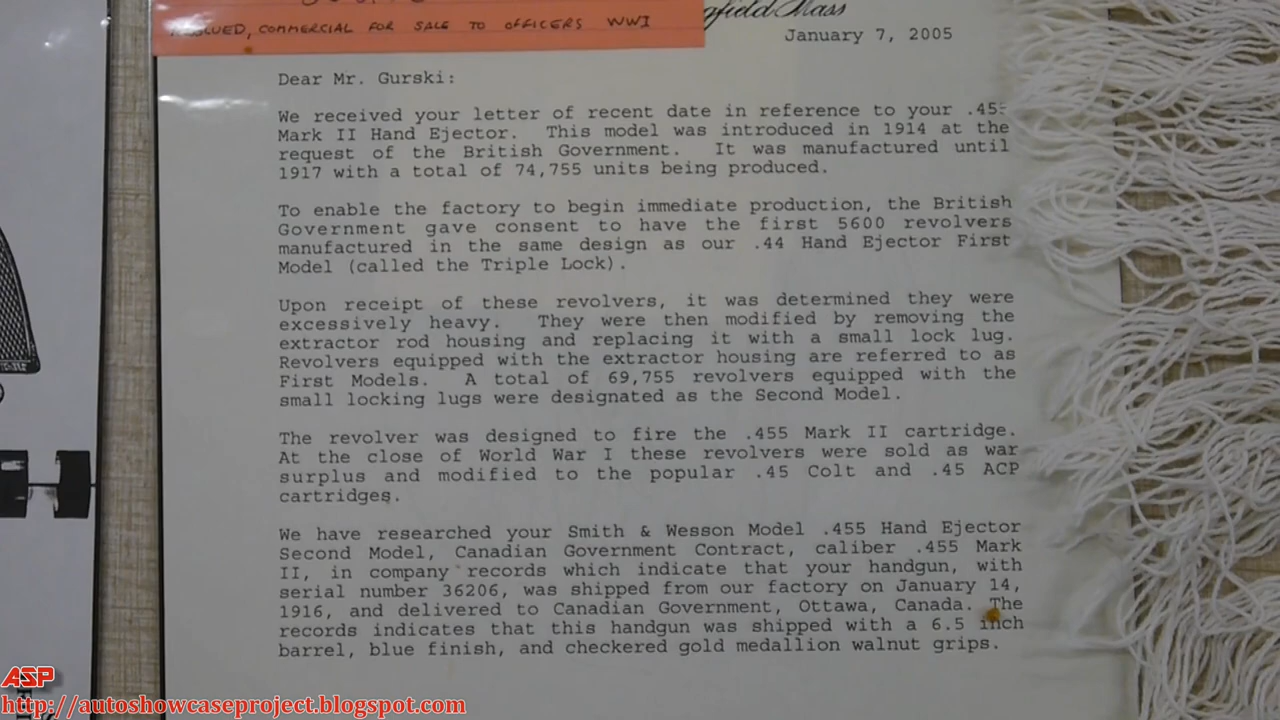 COMMERCIAL FOR SALE TO OFFICERS WWI
Mass
January 7, 2005
Dear Mr. Gurski:
We received your letter of recent date in reference to your .455
Mark II Hand Ejector. This model was introduced in 1914 at the
request of the British Government. It was manufactured until
1917 with a total of 74,755 units being produced.
To enable the factory to begin immediate production, the British
Government gave consent to have the first 5600 revolvers
manufactured in the same design as our .44 Hand Ejector First
Model (called the Triple Lock).
Upon receipt of these revolvers, it was determined they were
excessively heavy. They were then modified by removing the
extractor rod housing and replacing it with a small lock lug.
Revolvers equipped with the extractor housing are referred to as
First Models. A total of 69,755 revolvers equipped with the
small locking lugs were designated as the Second Model.
The revolver was designed to fire the .455 Mark II cartridge.
At the close of World War I these revolvers were sold as war
surplus and modified to the popular .45 Colt and .45 ACP
cartridges.
We have researched your Smith & Wesson Model .455 Hand Ejector
Second Model, Canadian Government Contract, caliber .455 Mark
II, in company records which indicate that your handgun, with
serial number 36206, was shipped from our factory on January 14,
1916, and delivered to Canadian Government, Ottawa, Canada. The
records indicates that this handgun was shipped with a 6.5 inch
barrel, blue finish, and checkered gold medallion walnut grips.
ASP
http://autoshowcaseproject.blogspot.com